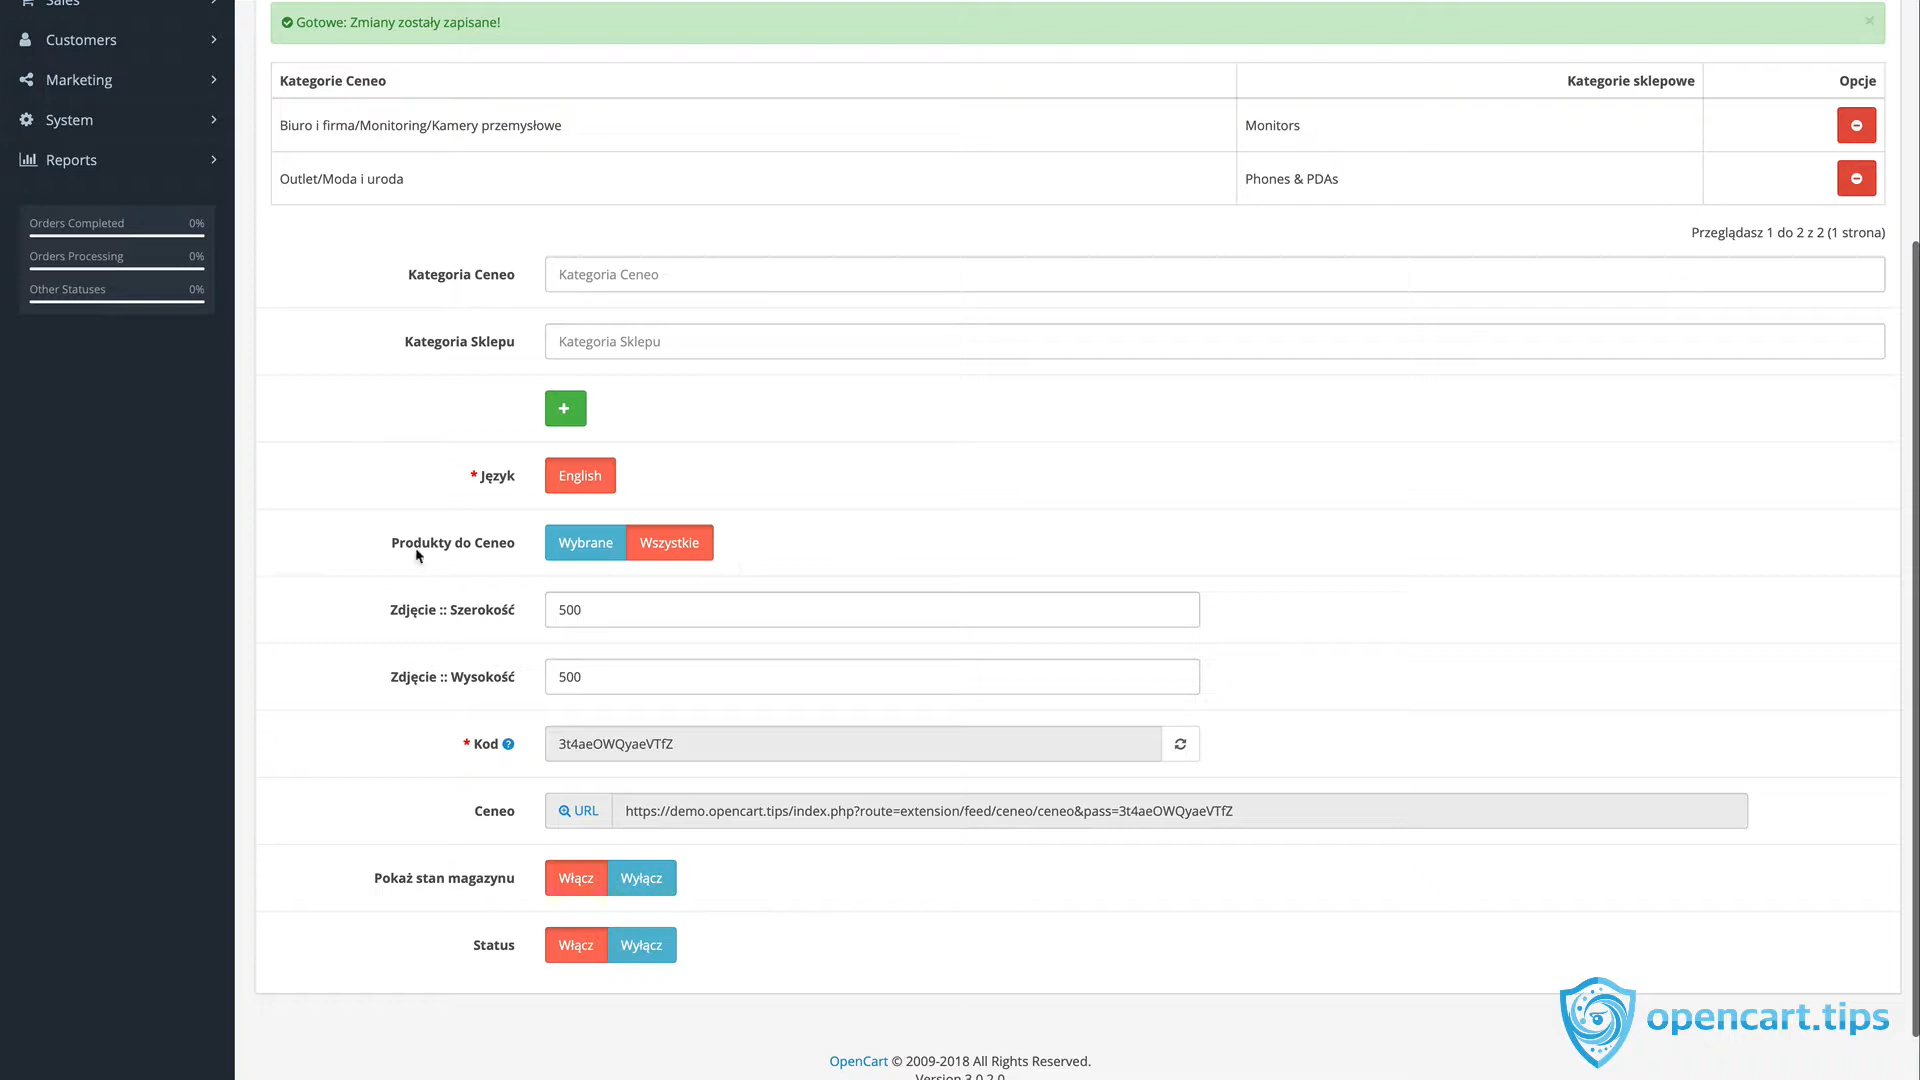 Sales
Customers
Marketing
System
Reports
Orders Completed 0%
Orders Processing 0%
Other Statuses 0%
Gotowe: Zmiany zostały zapisane! ×
Kategorie Ceneo Kategorie sklepowe Opcje
Biuro i firma/Monitoring/Kamery przemysłowe Monitors
Outlet/Moda i uroda Phones & PDAs
Przeglądasz 1 do 2 z 2 (1 strona)
Kategoria Ceneo Kategoria Ceneo
Kategoria Sklepu Kategoria Sklepu
* Język English
Produkty do Ceneo Wybrane Wszystkie
Zdjęcie :: Szerokość 500
Zdjęcie :: Wysokość 500
* Kod 3t4aeOWQyaeVTfZ
Ceneo URL https://demo.opencart.tips/index.php?route=extension/feed/ceneo/ceneo&pass=3t4aeOWQyaeVTfZ
Pokaż stan magazynu Włącz Wyłącz
Status Włącz Wyłącz
opencart.tips
OpenCart © 2009-2018 All Rights Reserved.
Version 3.0.2.0